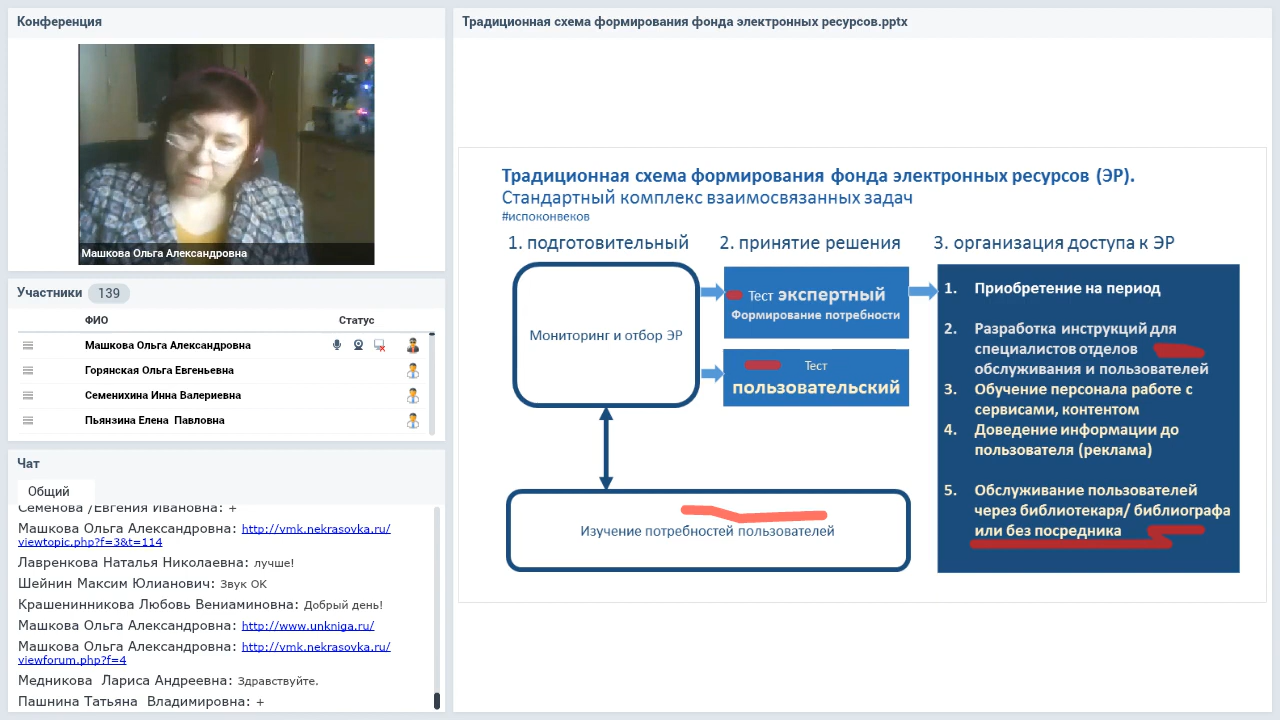 Конференция
Машкова Ольга Александровна
Участники 139
ФИО Статус
Машкова Ольга Александровна
Горянская Ольга Евгеньевна
Семенихина Инна Валериевна
Пьянзина Елена Павловна
Чат
Общий
Семенова /Евгения Ивановна: +
Машкова Ольга Александровна: http://vmk.nekrasovka.ru/
viewtopic.php?f=3&t=114
Лавренкова Наталья Николаевна: лучше!
Шейнин Максим Юлианович: Звук ОК
Крашенинникова Любовь Вениаминовна: Добрый день!
Машкова Ольга Александровна: http://www.unkniga.ru/
Машкова Ольга Александровна: http://vmk.nekrasovka.ru/
viewforum.php?f=4
Медникова Лариса Андреевна: Здравствуйте.
Пашнина Татьяна Владимировна: +
Традиционная схема формирования фонда электронных ресурсов.pptx
Традиционная схема формирования фонда электронных ресурсов (ЭР).
Стандартный комплекс взаимосвязанных задач
#испоконвеков
1. подготовительный
Мониторинг и отбор ЭР
2. принятие решения
Тест экспертный
Формирование потребности
Тест
пользовательский
Изучение потребностей пользователей
3. организация доступа к ЭР
1. Приобретение на период
2. Разработка инструкций для
специалистов отделов
обслуживания и пользователей
3. Обучение персонала работе с
сервисами, контентом
4. Доведение информации до
пользователя (реклама)
5. Обслуживание пользователей
через библиотекаря/ библиографа
или без посредника